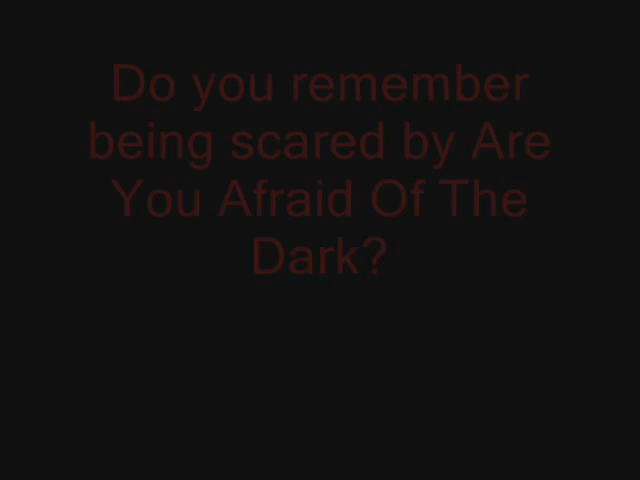 Do you remember
being scared by Are
You Afraid Of The
Dark?